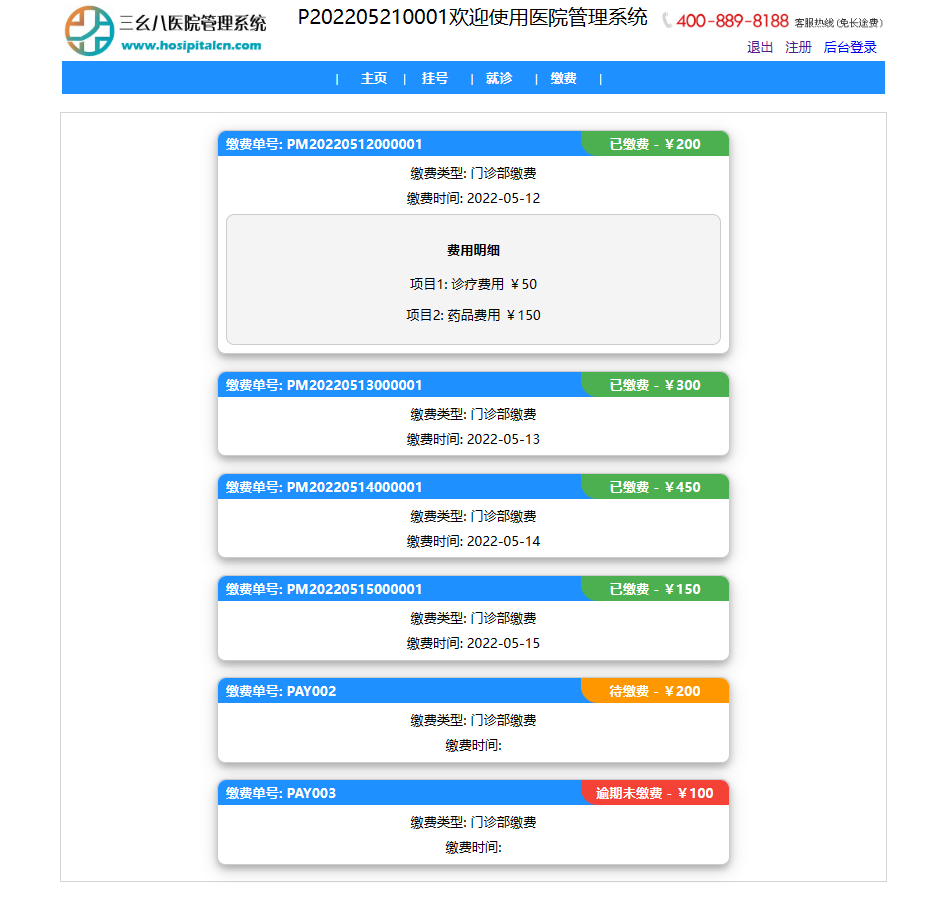 三幺八医院管理系统
www.hosipitalcn.com
P202205210001欢迎使用医院管理系统
400-889-8188 客服热线 (免长途费)
退出 注册 后台登录
| 主页 | 挂号 | 就诊 | 缴费 |
缴费单号: PM20220512000001 已缴费 - ￥200
缴费类型: 门诊部缴费
缴费时间: 2022-05-12
费用明细
项目1: 诊疗费用 ￥50
项目2: 药品费用 ￥150
缴费单号: PM20220513000001 已缴费 - ￥300
缴费类型: 门诊部缴费
缴费时间: 2022-05-13
缴费单号: PM20220514000001 已缴费 - ￥450
缴费类型: 门诊部缴费
缴费时间: 2022-05-14
缴费单号: PM20220515000001 已缴费 - ￥150
缴费类型: 门诊部缴费
缴费时间: 2022-05-15
缴费单号: PAY002 待缴费 - ￥200
缴费类型: 门诊部缴费
缴费时间:
缴费单号: PAY003 逾期未缴费 - ￥100
缴费类型: 门诊部缴费
缴费时间: